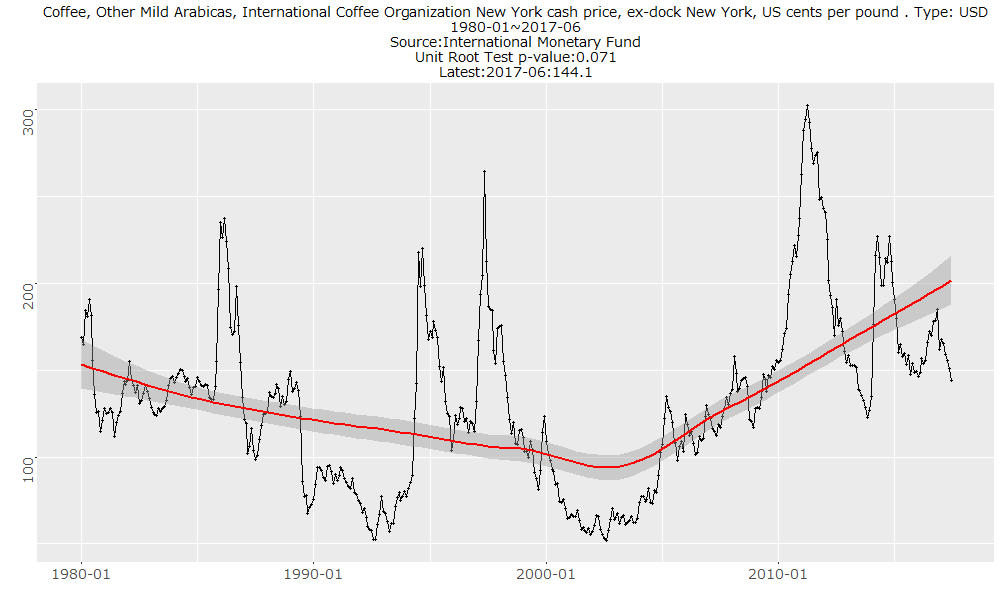 Coffee, Other Mild Arabicas, International Coffee Organization New York cash price, ex-dock New York, US cents per pound . Type: USD
1980-01~2017-06
Source:International Monetary Fund
Unit Root Test p-value:0.071
Latest:2017-06:144.1
300
200
100
1980-01
1990-01
2000-01
2010-01